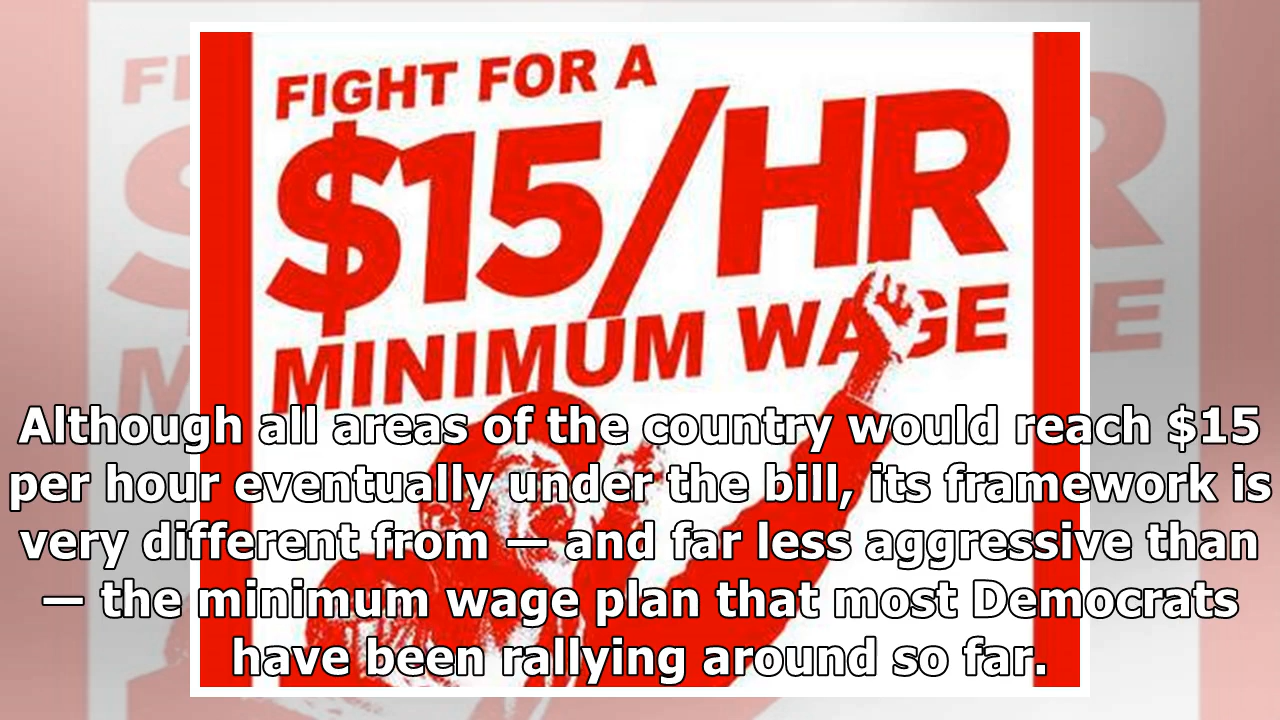 FIGHT FOR A
$15/HR
MINIMUM WAGE
Although all areas of the country would reach $15
per hour eventually under the bill, its framework is
very different from — and far less aggressive than
— the minimum wage plan that most Democrats
have been rallying around so far.